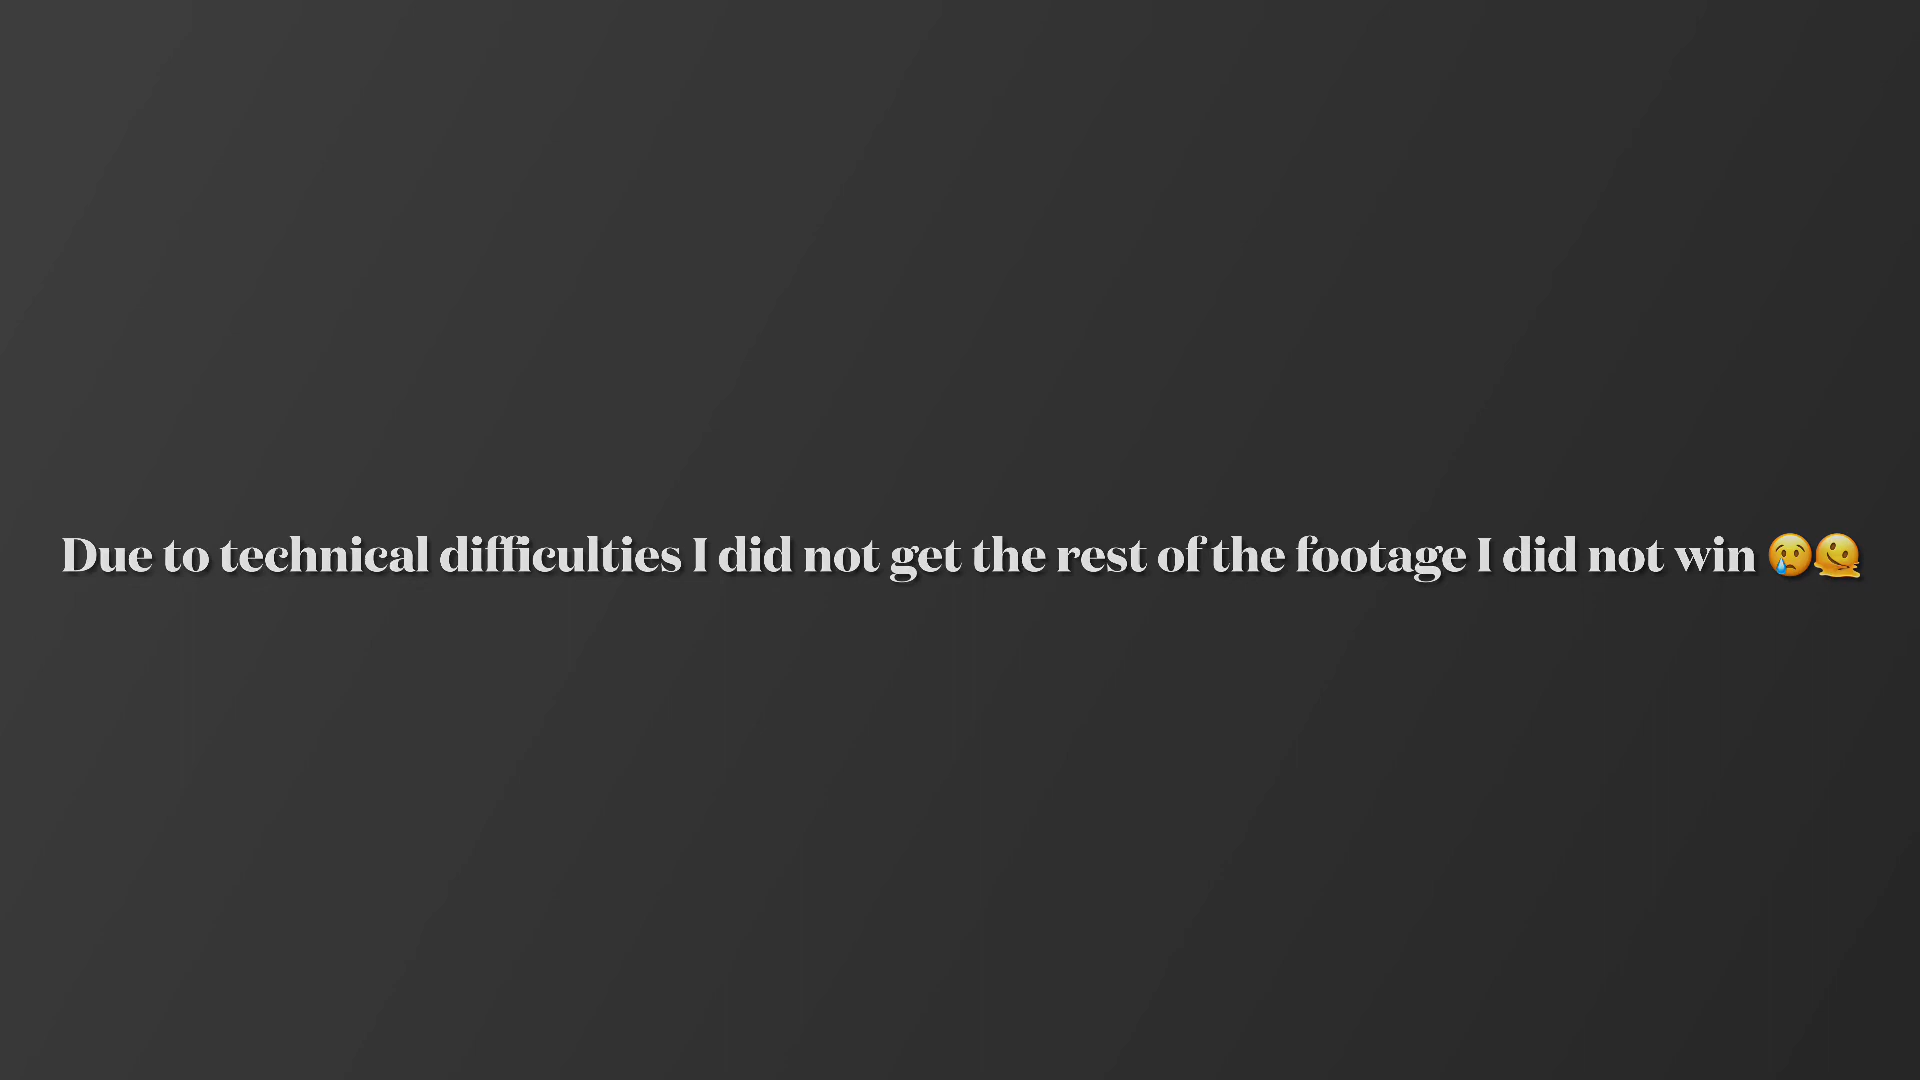 Due to technical difficulties I did not get the rest of the footage I did not win 😢🫠